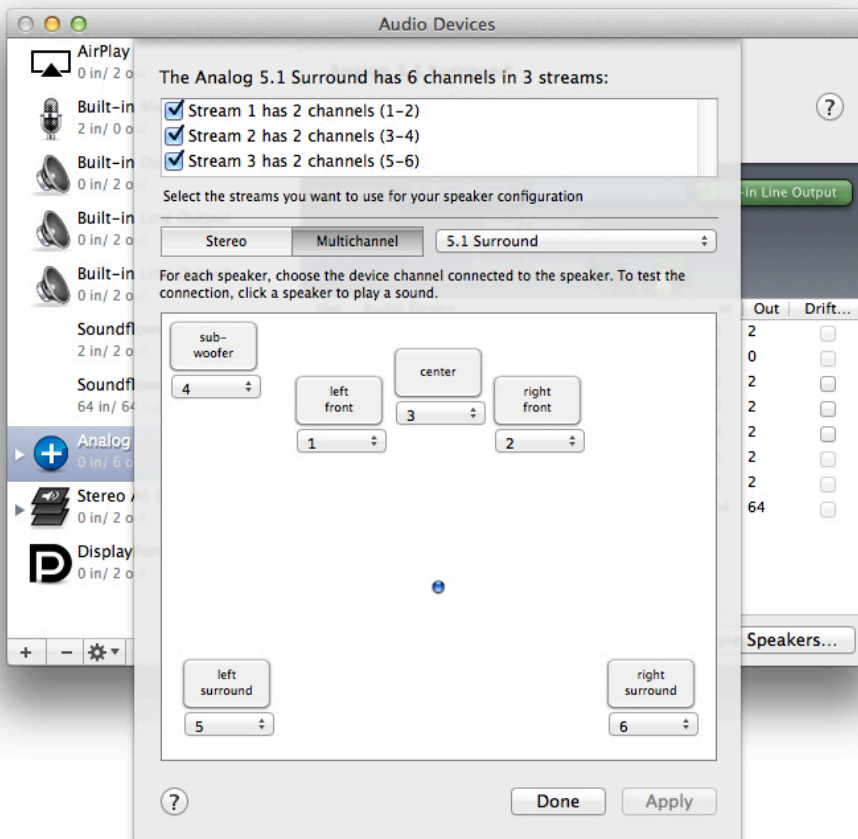 Audio Devices
AirPlay
0 in/ 2 o
Built-in
2 in/ 0 o
Built-in
0 in/ 2 o
Built-in
0 in/ 2 o
Built-in
0 in/ 2 o
Soundfl
2 in/ 2 o
Soundfl
64 in/ 64
Analog
0 in/ 6 o
Stereo A
0 in/ 2 o
Display
0 in/ 2 o
+ −
The Analog 5.1 Surround has 6 channels in 3 streams:
Stream 1 has 2 channels (1–2)
Stream 2 has 2 channels (3–4)
Stream 3 has 2 channels (5–6)
Select the streams you want to use for your speaker configuration
Stereo Multichannel 5.1 Surround
For each speaker, choose the device channel connected to the speaker. To test the
connection, click a speaker to play a sound.
sub-
woofer
4
left
front
1
center
3
right
front
2
left
surround
5
right
surround
6
?
Done Apply
?
-in Line Output
Out Drift...
2
0
2
2
2
2
2
64
Speakers...